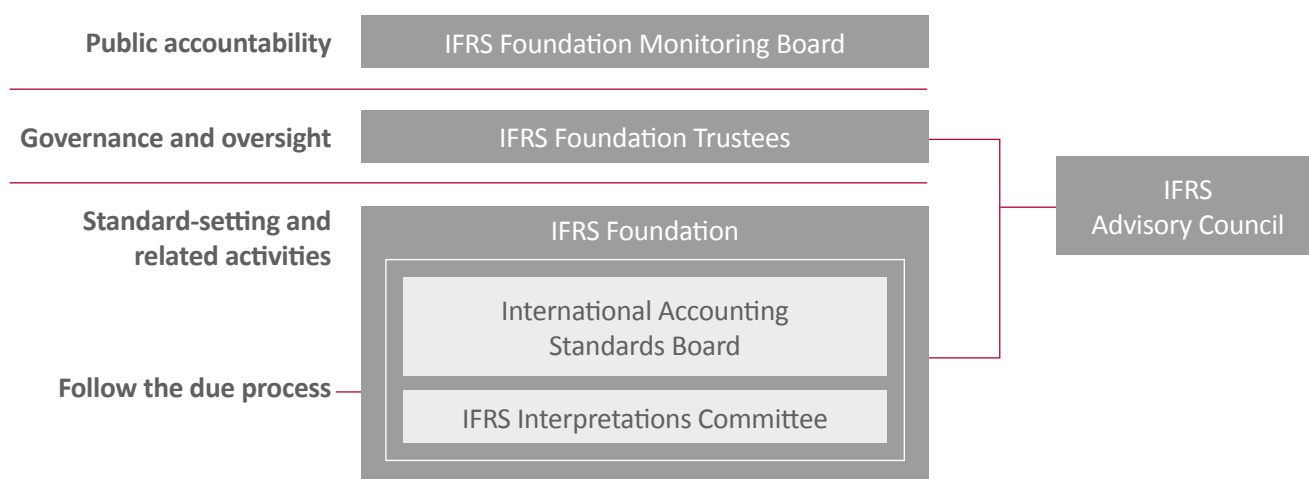 Public accountability
IFRS Foundation Monitoring Board
Governance and oversight
IFRS Foundation Trustees
IFRS
Advisory Council
Standard-setting and
related activities
IFRS Foundation
International Accounting
Standards Board
Follow the due process
IFRS Interpretations Committee